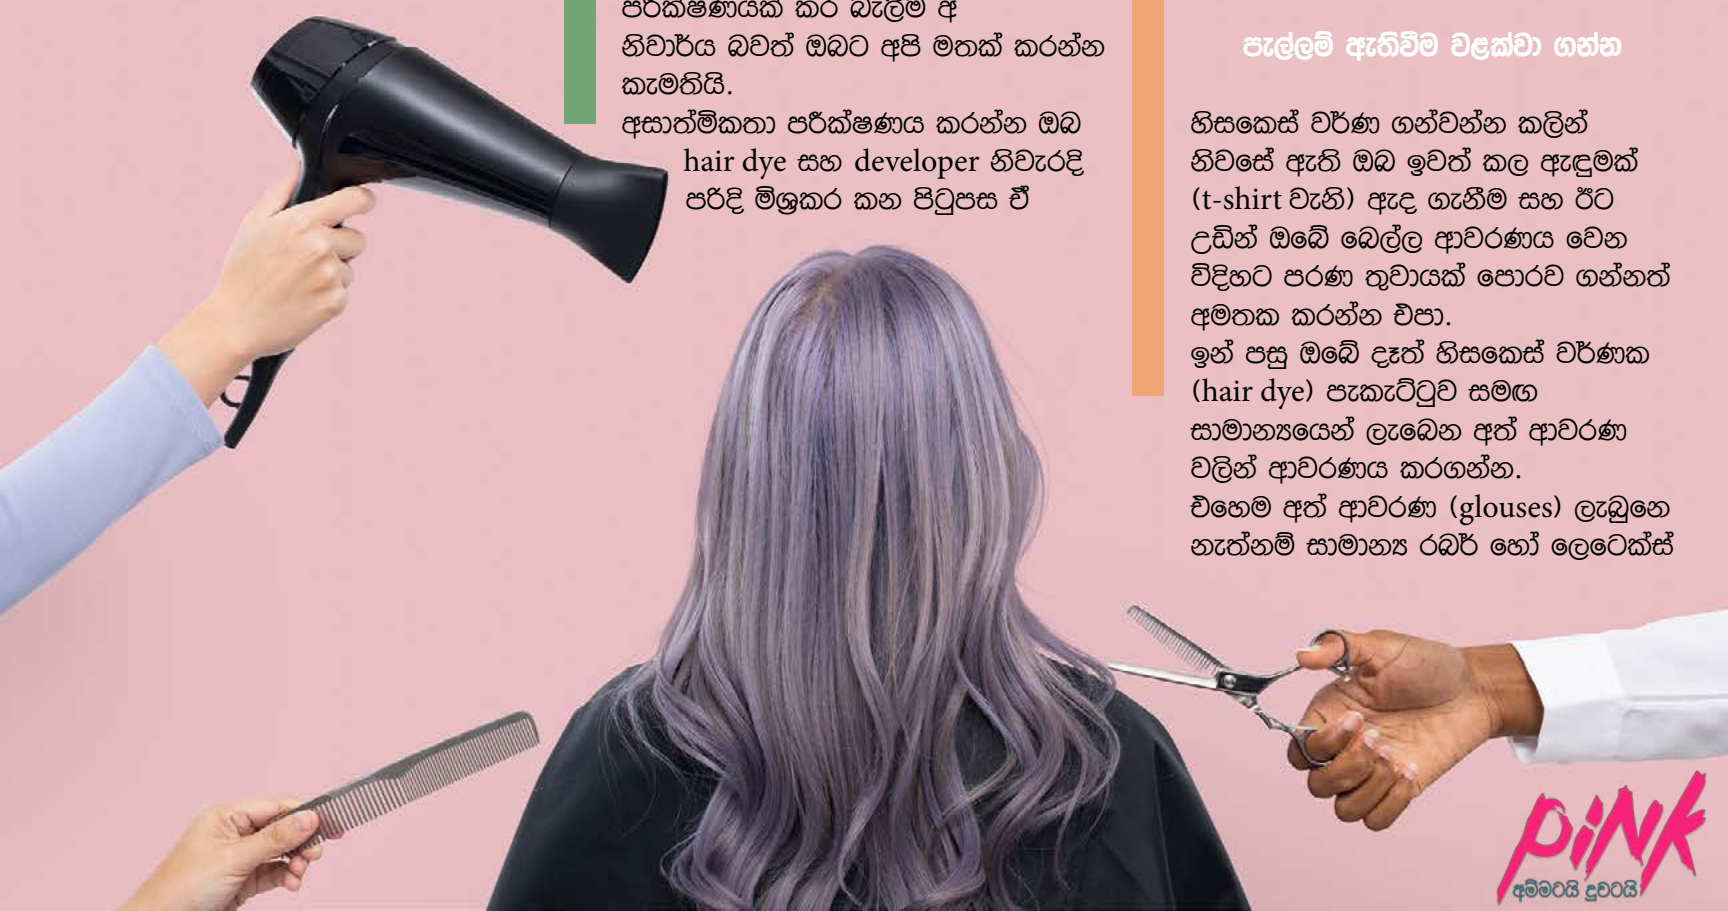 පරීක්ෂණයක් කර බැලීම අ
නිවාර්ය බවත් ඔබට අපි මතක් කරන්න
කැමතියි.
අසාත්මිකතා පරීක්ෂණය කරන්න ඔබ
hair dye සහ developer නිවැරදි
පරිදි මිශ්‍රකර කන පිටුපස ඒ
පැල්ලම් ඇතිවීම වළක්වා ගන්න
හිසකෙස් වර්ණ ගන්වන්න කලින්
නිවසේ ඇති ඔබ ඉවත් කල ඇඳුමක්
(t-shirt වැනි) ඇද ගැනීම සහ ඊට
උඩින් ඔබේ බෙල්ල ආවරණය වෙන
විදිහට පරණ තුවායක් පොරව ගන්නත්
අමතක කරන්න එපා.
ඉන් පසු ඔබේ දෑත් හිසකෙස් වර්ණක
(hair dye) පැකැට්ටුව සමඟ
සාමාන්‍යයෙන් ලැබෙන අත් ආවරණ
වලින් ආවරණය කරගන්න.
එහෙම අත් ආවරණ (glouses) ලැබුනෙ
නැත්නම් සාමාන්‍ය රබර් හෝ ලෙටෙක්ස්
piNk
අම්මටයි දුවටයි